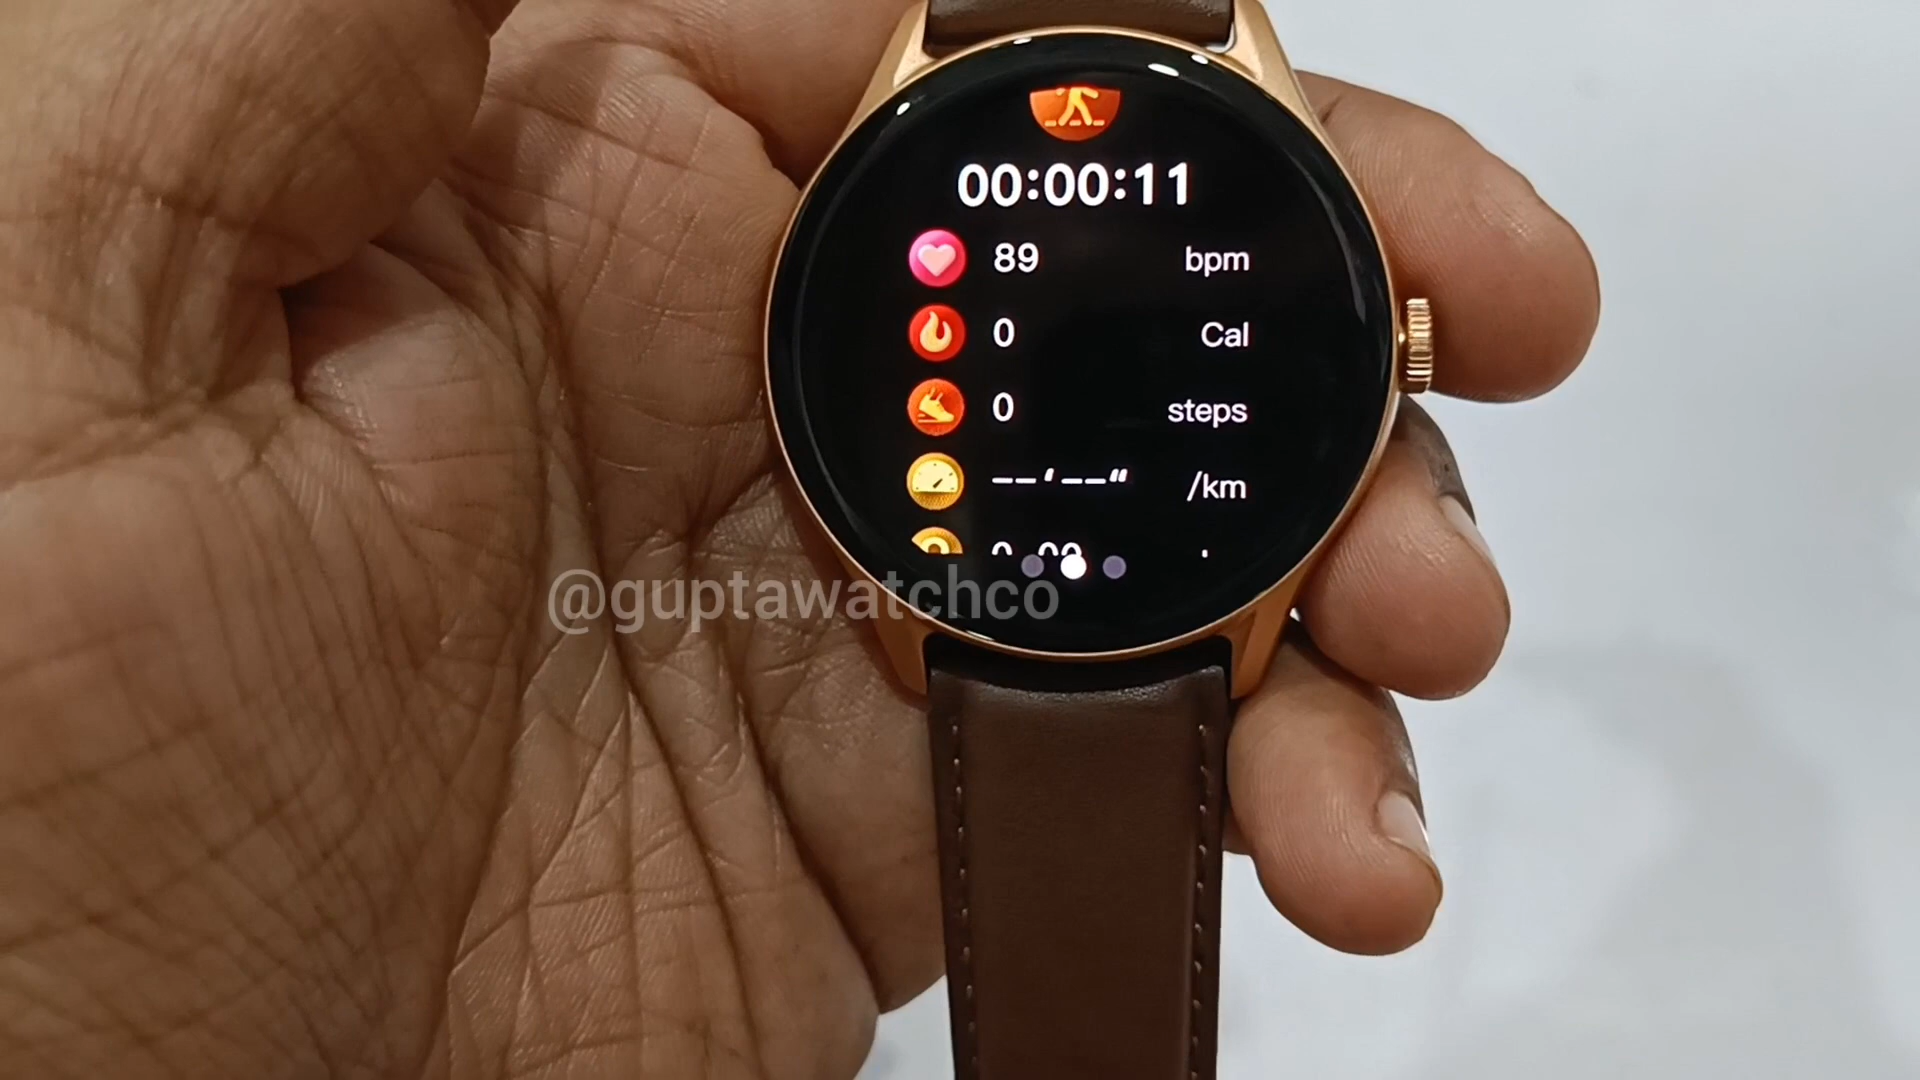 00:00:11
89 bpm
0 Cal
0 steps
--'--" /km
@guptawatchco